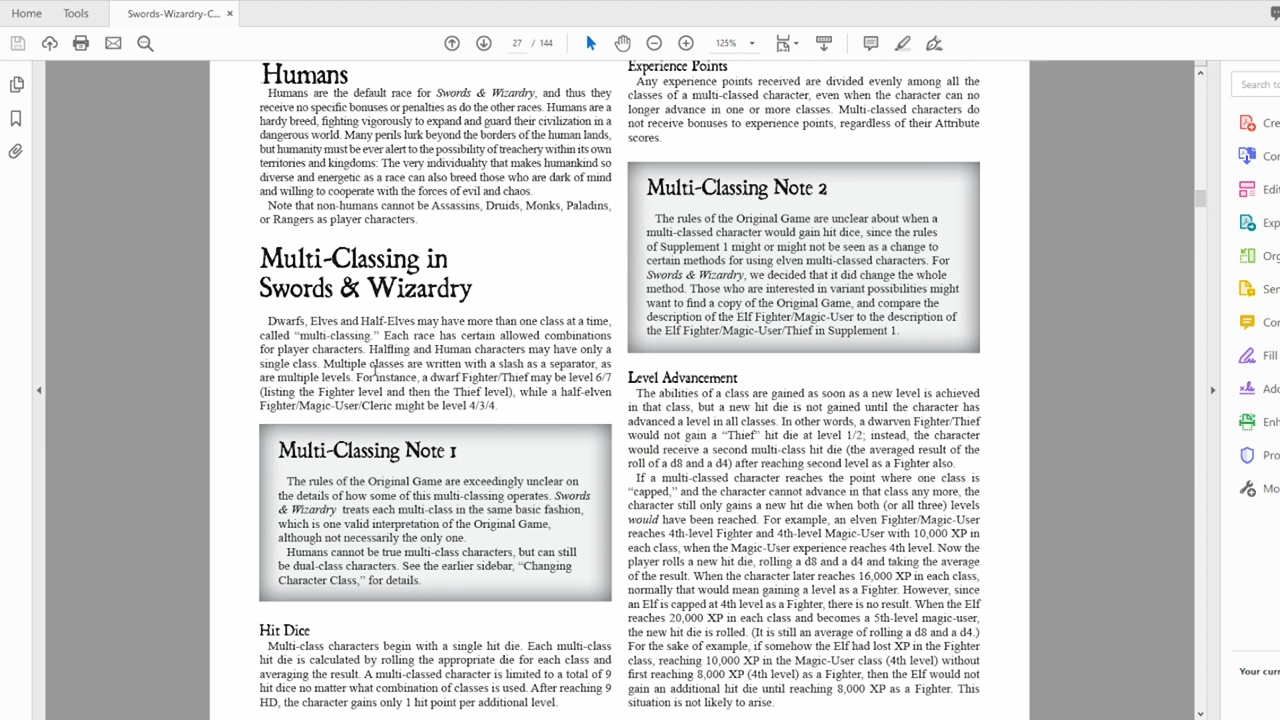 Home
Tools
Swords-Wizardry-C...
27 / 144
125%
Humans
Humans are the default race for Swords & Wizardry, and thus they
receive no specific bonuses or penalties as do the other races. Humans are a
hardy breed, fighting vigorously to expand and guard their civilization in a
dangerous world. Many perils lurk beyond the borders of the human lands,
but humanity must be ever alert to the possibility of treachery within its own
territories and kingdoms: The very individuality that makes humankind so
diverse and energetic as a race can also breed those who are dark of mind
and willing to cooperate with the forces of evil and chaos.
Note that non-humans cannot be Assassins, Druids, Monks, Paladins,
or Rangers as player characters.
Multi-Classing in
Swords & Wizardry
Dwarfs, Elves and Half-Elves may have more than one class at a time,
called “multi-classing.” Each race has certain allowed combinations
for player characters. Halfling and Human characters may have only a
single class. Multiple classes are written with a slash as a separator, as
are multiple levels. For instance, a dwarf Fighter/Thief may be level 6/7
(listing the Fighter level and then the Thief level), while a half-elven
Fighter/Magic-User/Cleric might be level 4/3/4.
Multi-Classing Note 1
The rules of the Original Game are exceedingly unclear on
the details of how some of this multi-classing operates. Swords
& Wizardry treats each multi-class in the same basic fashion,
which is one valid interpretation of the Original Game,
although not necessarily the only one.
Humans cannot be true multi-class characters, but can still
be dual-class characters. See the earlier sidebar, “Changing
Character Class,” for details.
Hit Dice
Multi-class characters begin with a single hit die. Each multi-class
hit die is calculated by rolling the appropriate die for each class and
averaging the result. A multi-classed character is limited to a total of 9
hit dice no matter what combination of classes is used. After reaching 9
HD, the character gains only 1 hit point per additional level.
Experience Points
Any experience points received are divided evenly among all the
classes of a multi-classed character, even when the character can no
longer advance in one or more classes. Multi-classed characters do
not receive bonuses to experience points, regardless of their Attribute
scores.
Multi-Classing Note 2
The rules of the Original Game are unclear about when a
multi-classed character would gain hit dice, since the rules
of Supplement 1 might or might not be seen as a change to
certain methods for using elven multi-classed characters. For
Swords & Wizardry, we decided that it did change the whole
method. Those who are interested in variant possibilities might
want to find a copy of the Original Game, and compare the
description of the Elf Fighter/Magic-User to the description of
the Elf Fighter/Magic-User/Thief in Supplement 1.
Level Advancement
The abilities of a class are gained as soon as a new level is achieved
in that class, but a new hit die is not gained until the character has
advanced a level in all classes. In other words, a dwarven Fighter/Thief
would not gain a “Thief” hit die at level 1/2; instead, the character
would receive a second multi-class hit die (the averaged result of the
roll of a d8 and a d4) after reaching second level as a Fighter also.
If a multi-classed character reaches the point where one class is
“capped,” and the character cannot advance in that class any more, the
character still only gains a new hit die when both (or all three) levels
would have been reached. For example, an elven Fighter/Magic-User
reaches 4th-level Fighter and 4th-level Magic-User with 10,000 XP in
each class, when the Magic-User experience reaches 4th level. Now the
player rolls a new hit die, rolling a d8 and a d4 and taking the average
of the result. When the character later reaches 16,000 XP in each class,
normally that would mean gaining a level as a Fighter. However, since
an Elf is capped at 4th level as a Fighter, there is no result. When the Elf
reaches 20,000 XP in each class and becomes a 5th-level magic-user,
the new hit die is rolled. (It is still an average of rolling a d8 and a d4.)
For the sake of example, if somehow the Elf had lost XP in the Fighter
class, reaching 10,000 XP in the Magic-User class (4th level) without
first reaching 8,000 XP (4th level) as a Fighter, then the Elf would not
gain an additional hit die until reaching 8,000 XP as a Fighter. This
situation is not likely to arise.
Search to
Cre
Con
Edit
Exp
Org
Sen
Con
Fill
Add
Enh
Pro
Mo
Your curr